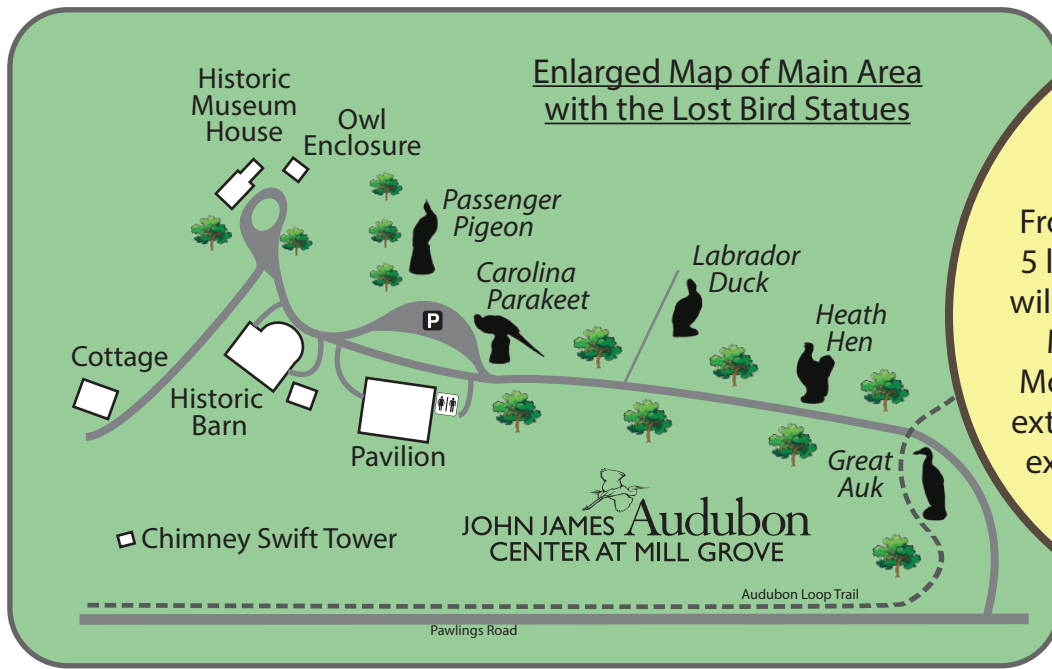 Enlarged Map of Main Area
with the Lost Bird Statues
Historic
Museum
House
Owl
Enclosure
Passenger
Pigeon
Carolina
Parakeet
Labrador
Duck
Heath
Hen
Great
Auk
P
Cottage
Historic
Barn
Pavilion
Chimney Swift Tower
JOHN JAMES Audubon
CENTER AT MILL GROVE
Audubon Loop Trail
Pawlings Road
5